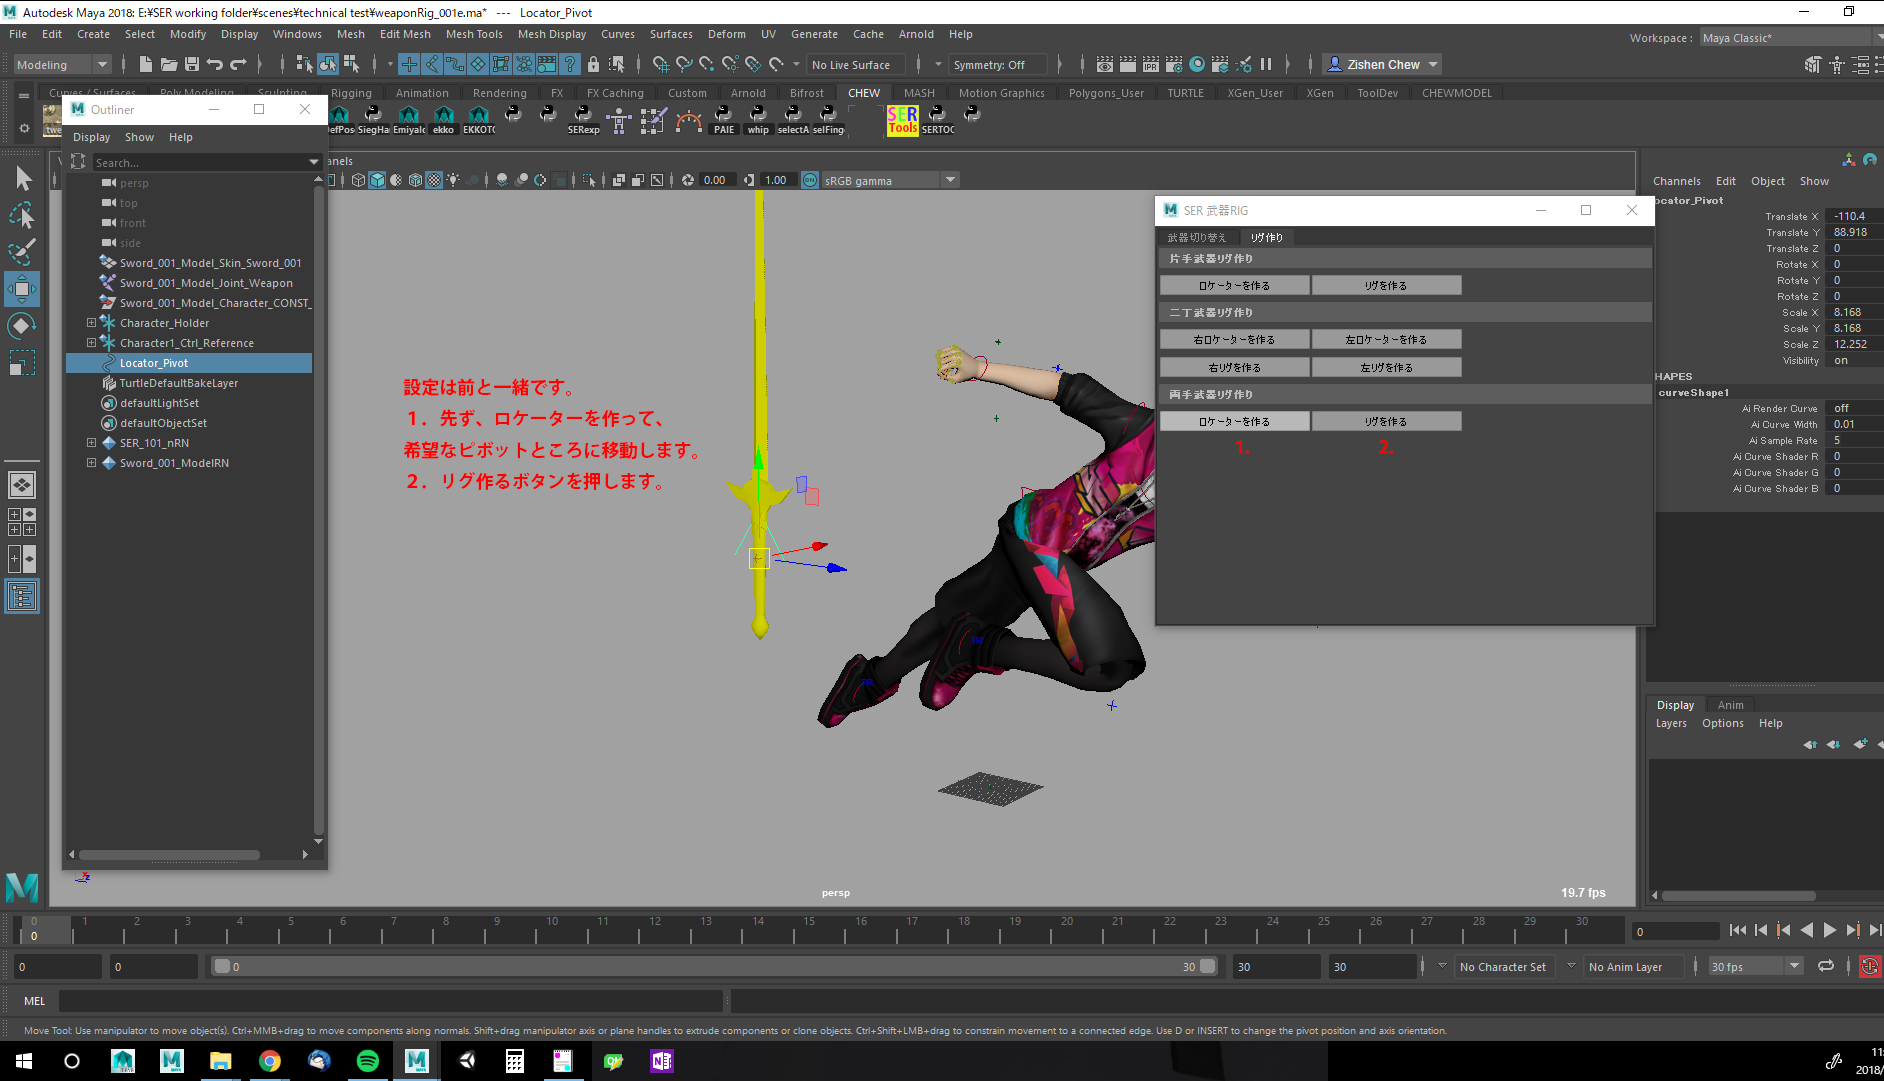 Autodesk Maya 2018: E:¥SER working folder¥scenes¥technical test¥weaponRig_001e.ma* --- Locator_Pivot
File Edit Create Select Modify Display Windows Mesh Edit Mesh Mesh Tools Mesh Display Curves Surfaces Deform UV Generate Cache Arnold Help
Workspace : Maya Classic*
Modeling
No Live Surface
Symmetry: Off
Zishen Chew
Curves / Surfaces Poly Modeling Sculpting Rigging Animation Rendering FX FX Caching Custom Arnold Bifrost CHEW MASH Motion Graphics Polygons_User TURTLE XGen_User XGen ToolDev CHEWMODEL
DefPos SiegHar Emiyalc ekko EKKOTC SERexp PAIE whip selectA selFing SER Tools SERTOC
Outliner
Display Show Help
Search...
persp
top
front
side
Sword_001_Model_Skin_Sword_001
Sword_001_Model_Joint_Weapon
Sword_001_Model_Character_CONST_
Character_Holder
Character1_Ctrl_Reference
Locator_Pivot
TurtleDefaultBakeLayer
defaultLightSet
defaultObjectSet
SER_101_nRN
Sword_001_ModelRN
anels
0.00
1.00
ON
sRGB gamma
設定は前と一緒です。
１．先ず、ロケーターを作って、
希望なピボットところに移動します。
２．リグ作るボタンを押します。
persp
19.7 fps
SER 武器RIG
武器切り替え リグ作り
片手武器リグ作り
ロケーターを作る リグを作る
二丁武器リグ作り
右ロケーターを作る 左ロケーターを作る
右リグを作る 左リグを作る
両手武器リグ作り
ロケーターを作る リグを作る
1. 2.
Channels Edit Object Show
ocator_Pivot
Translate X -110.4
Translate Y 88.918
Translate Z 0
Rotate X 0
Rotate Y 0
Rotate Z 0
Scale X 8.168
Scale Y 8.168
Scale Z 12.252
Visibility on
HAPES
curveShape1
Ai Render Curve off
Ai Curve Width 0.01
Ai Sample Rate 5
Ai Curve Shader R 0
Ai Curve Shader G 0
Ai Curve Shader B 0
Display Anim
Layers Options Help
0 1 2 3 4 5 6 7 8 9 10 11 12 13 14 15 16 17 18 19 20 21 22 23 24 25 26 27 28 29 30
0
0
0 0 0 30 30 30
No Character Set
No Anim Layer
30 fps
MEL
Move Tool: Use manipulator to move object(s). Ctrl+MMB+drag to move components along normals. Shift+drag manipulator axis or plane handles to extrude components or clone objects. Ctrl+Shift+LMB+drag to constrain movement to a connected edge. Use D or INSERT to change the pivot position and axis orientation.
11:
2018/